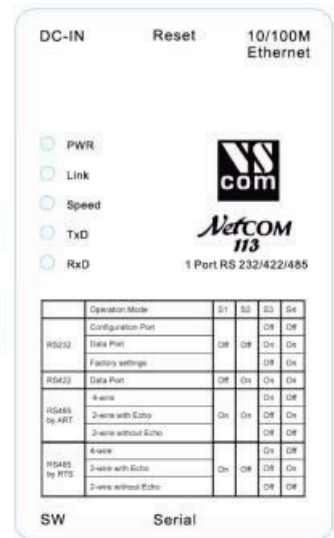 DC-IN Reset 10/100M
Ethernet
PWR
Link
Speed
TxD
RxD
VS
com
NetCOM
113
1 Port RS 232/422/485
Operation Mode S1 S2 S3 S4
RS232 Configuration Port Off Off Off Off
Data Port On On
Factory settings Off On
RS422 Data Port Off On On On
RS485 by ART 4-wire On On On Off
2-wire with Echo Off On
2-wire without Echo Off Off
RS485 by RTS 4-wire On Off On Off
2-wire with Echo Off On
2-wire without Echo Off Off
SW Serial